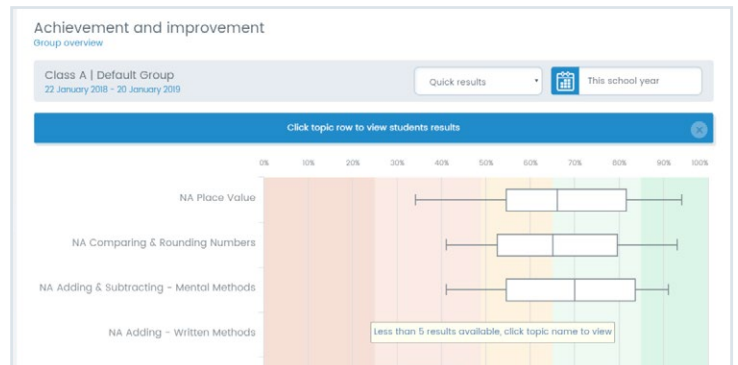 Achievement and improvement
Group overview
Class A | Default Group
22 January 2018 - 20 January 2019
Quick results
This school year
Click topic row to view students results
0% 10% 20% 30% 40% 50% 60% 70% 80% 90% 100%
NA Place Value
NA Comparing & Rounding Numbers
NA Adding & Subtracting - Mental Methods
NA Adding - Written Methods
Less than 5 results available, click topic name to view